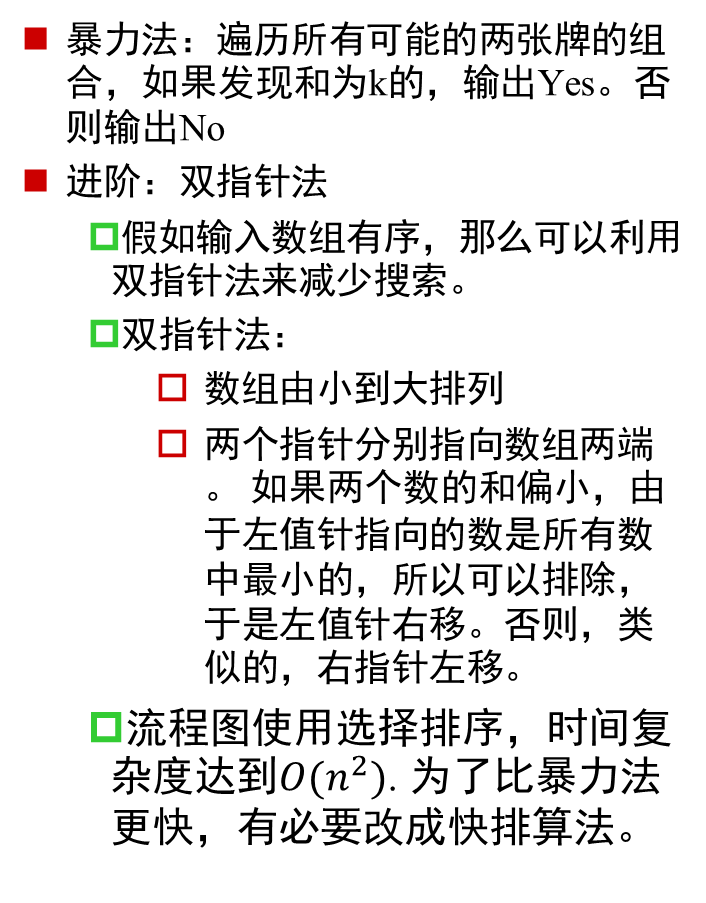 暴力法：遍历所有可能的两张牌的组
合，如果发现和为k的，输出Yes。否
则输出No
进阶：双指针法
假如输入数组有序，那么可以利用
双指针法来减少搜索。
双指针法：
数组由小到大排列
两个指针分别指向数组两端
。 如果两个数的和偏小，由
于左值针指向的数是所有数
中最小的，所以可以排除，
于是左值针右移。否则，类
似的，右指针左移。
流程图使用选择排序，时间复
杂度达到O(n²). 为了比暴力法
更快，有必要改成快排算法。